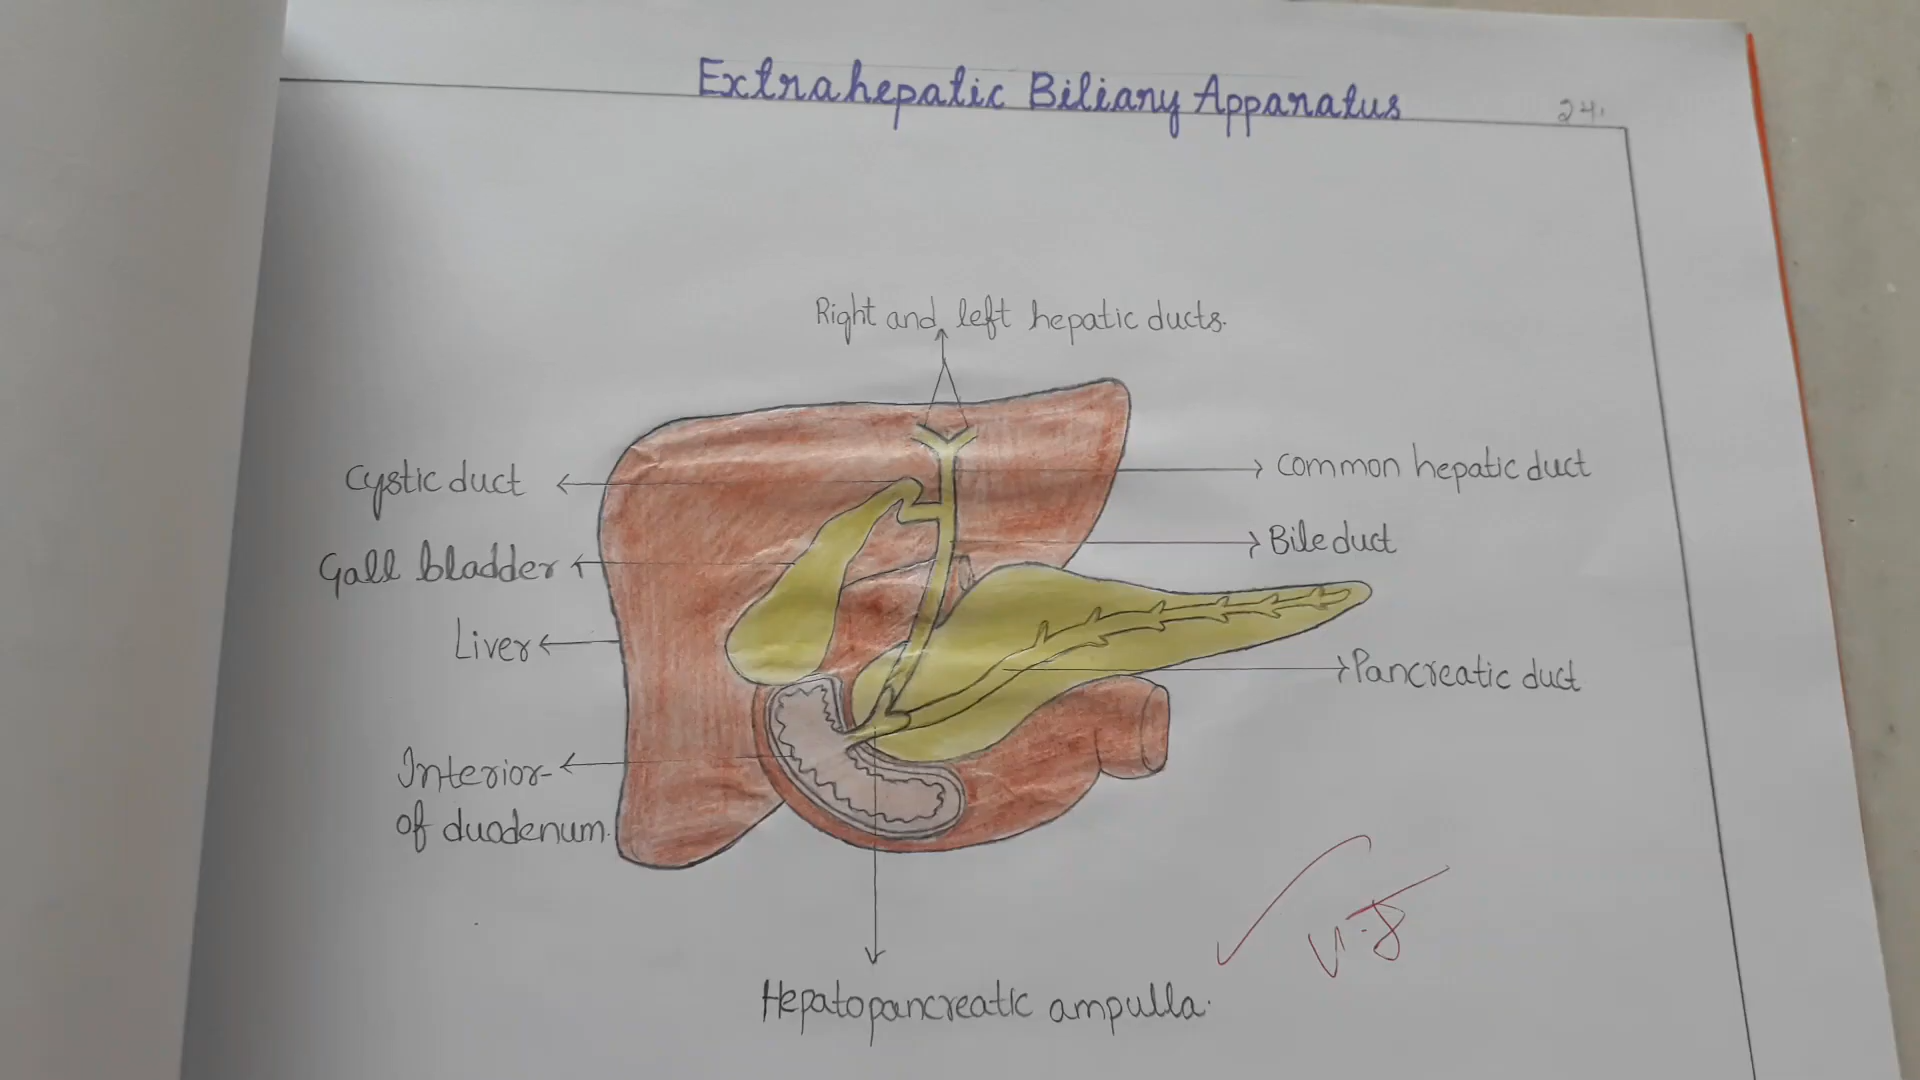 Extrahepatic Biliary Apparatus
24.
Right and left hepatic ducts.
Cystic duct
Common hepatic duct
Gall bladder
Bile duct
Liver
Pancreatic duct
Interior-
of duodenum.
Hepatopancreatic ampulla.